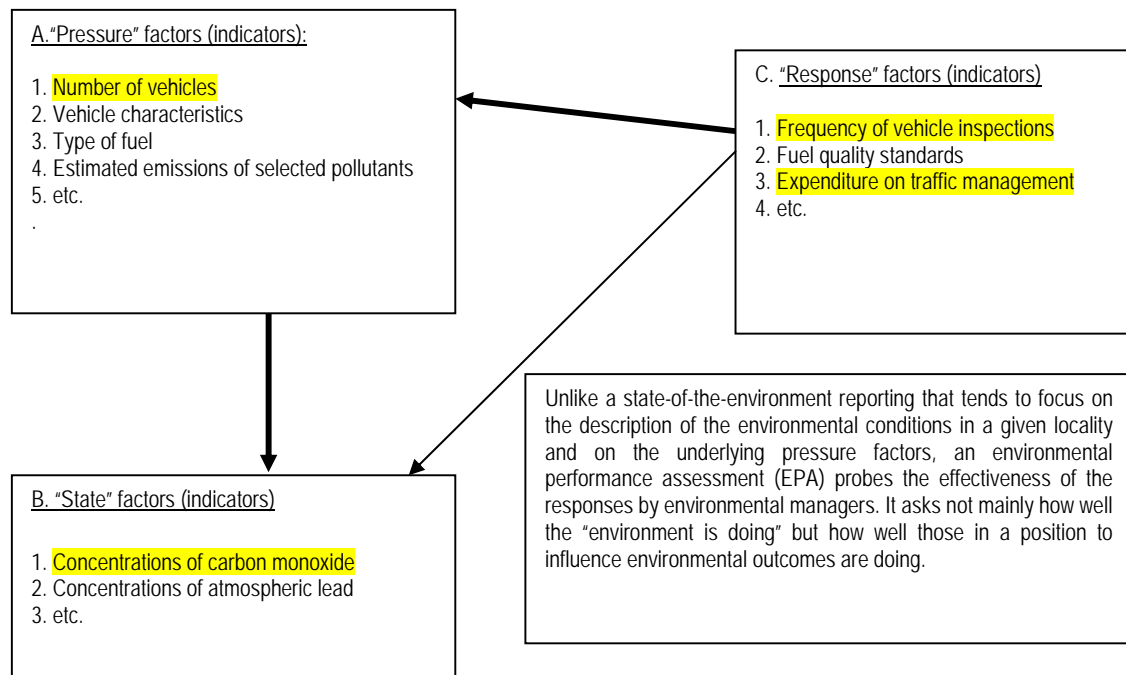 A.“Pressure” factors (indicators):
1. Number of vehicles
2. Vehicle characteristics
3. Type of fuel
4. Estimated emissions of selected pollutants
5. etc.
.
C. “Response” factors (indicators)
1. Frequency of vehicle inspections
2. Fuel quality standards
3. Expenditure on traffic management
4. etc.
Unlike a state-of-the-environment reporting that tends to focus on
the description of the environmental conditions in a given locality
and on the underlying pressure factors, an environmental
performance assessment (EPA) probes the effectiveness of the
responses by environmental managers. It asks not mainly how well
the “environment is doing” but how well those in a position to
influence environmental outcomes are doing.
B. “State” factors (indicators)
1. Concentrations of carbon monoxide
2. Concentrations of atmospheric lead
3. etc.